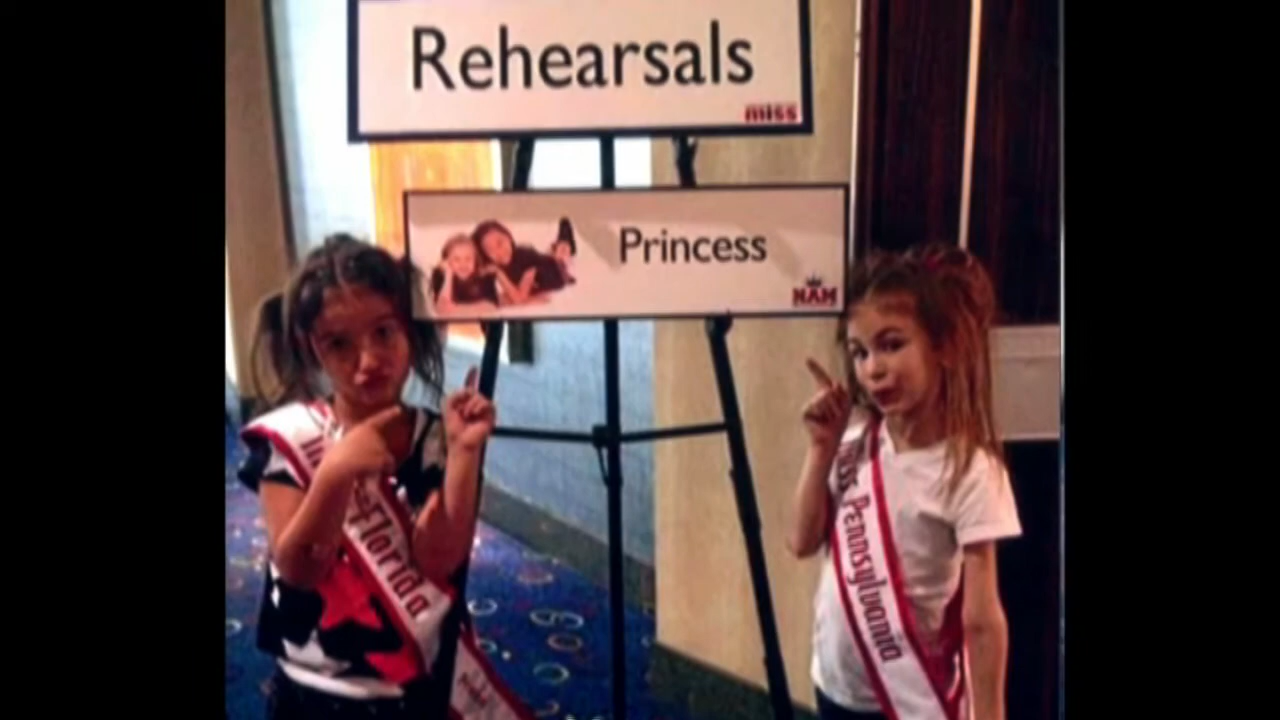 Rehearsals
miss
Princess
NAM
Florida
Pennsylvania